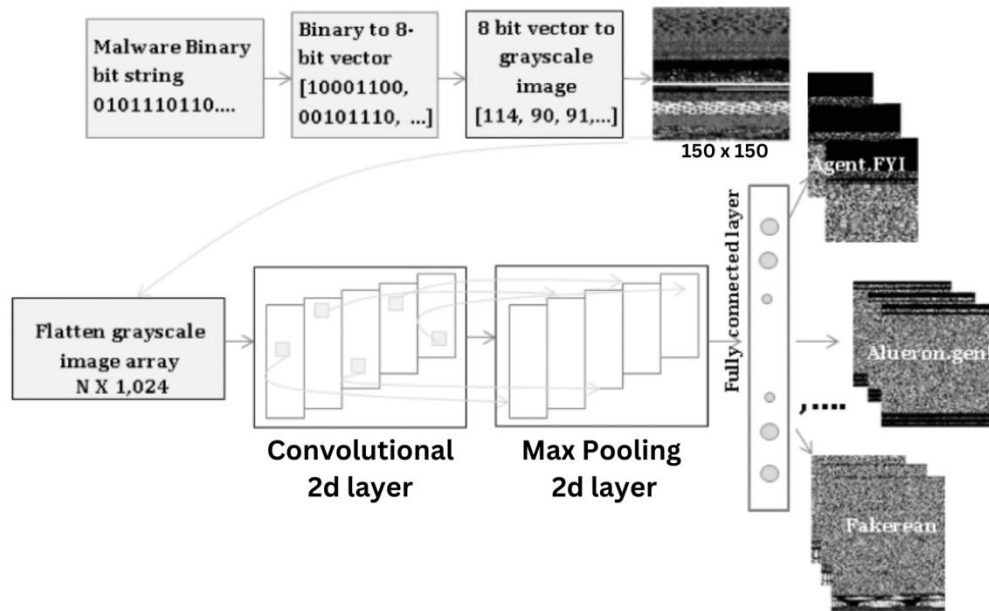 Malware Binary
bit string
0101110110....
Binary to 8-
bit vector
[10001100,
00101110, ...]
8 bit vector to
grayscale
image
[114, 90, 91,...]
150 x 150
Agent.FYI
Flatten grayscale
image array
N X 1,024
Convolutional
2d layer
Max Pooling
2d layer
Fully connected layer
Alueron.gen
,....
Fakerean